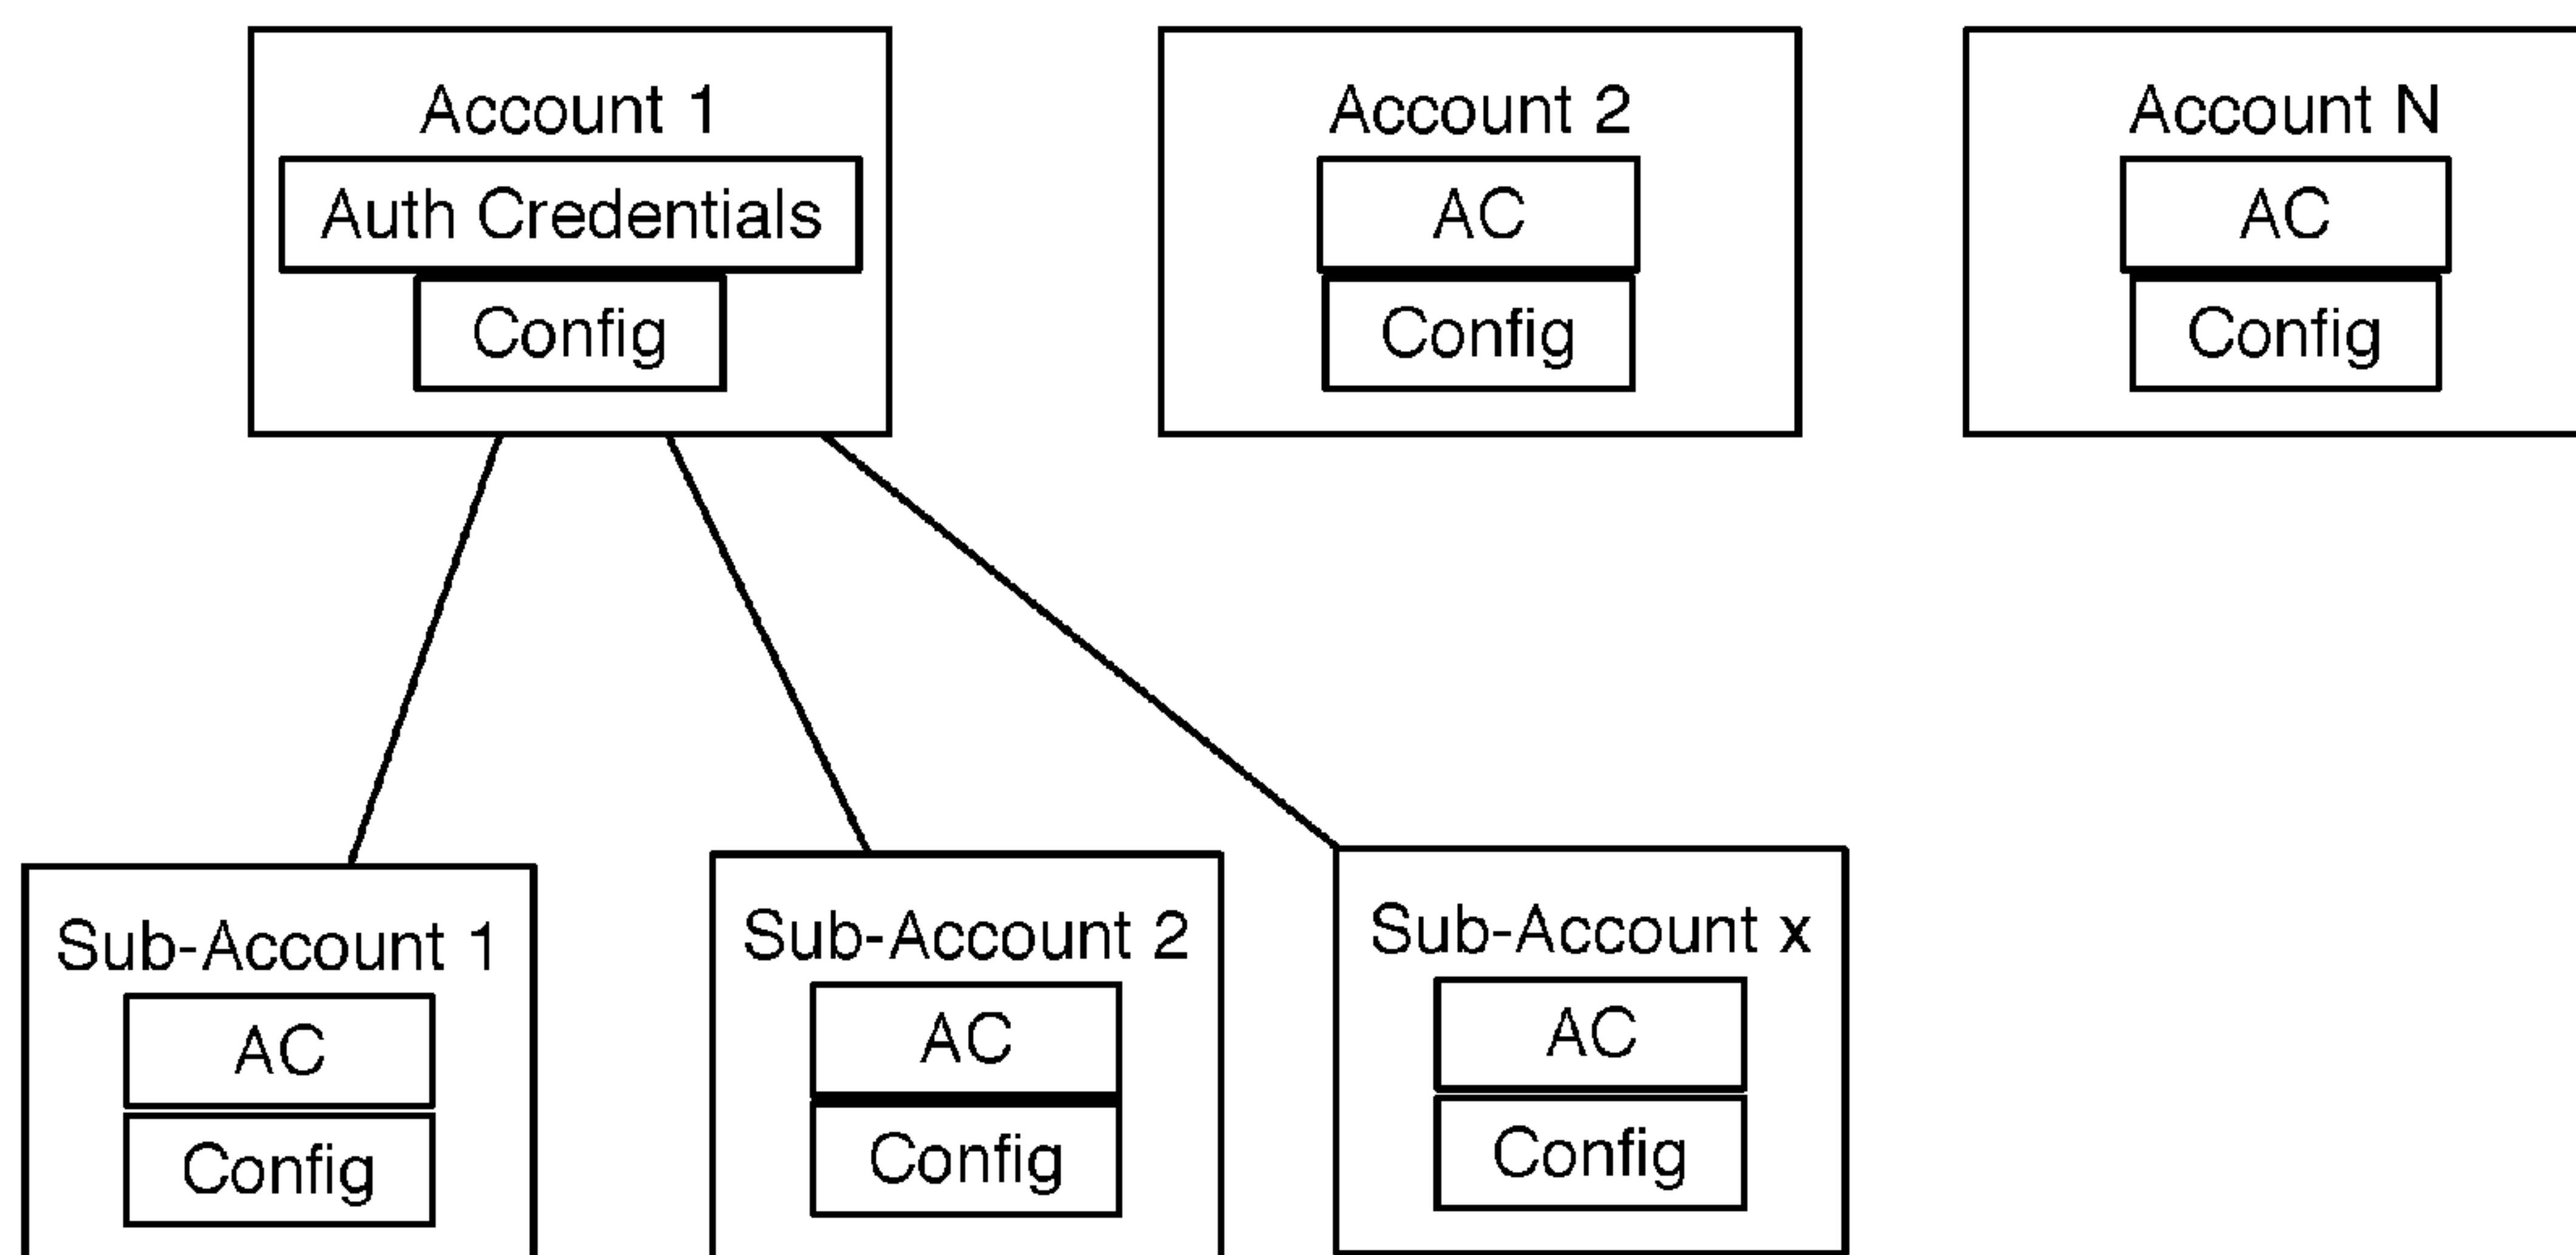 Account 1
Auth Credentials
Config
Account 2
AC
Config
Account N
AC
Config
Sub-Account 1
AC
Config
Sub-Account 2
AC
Config
Sub-Account x
AC
Config